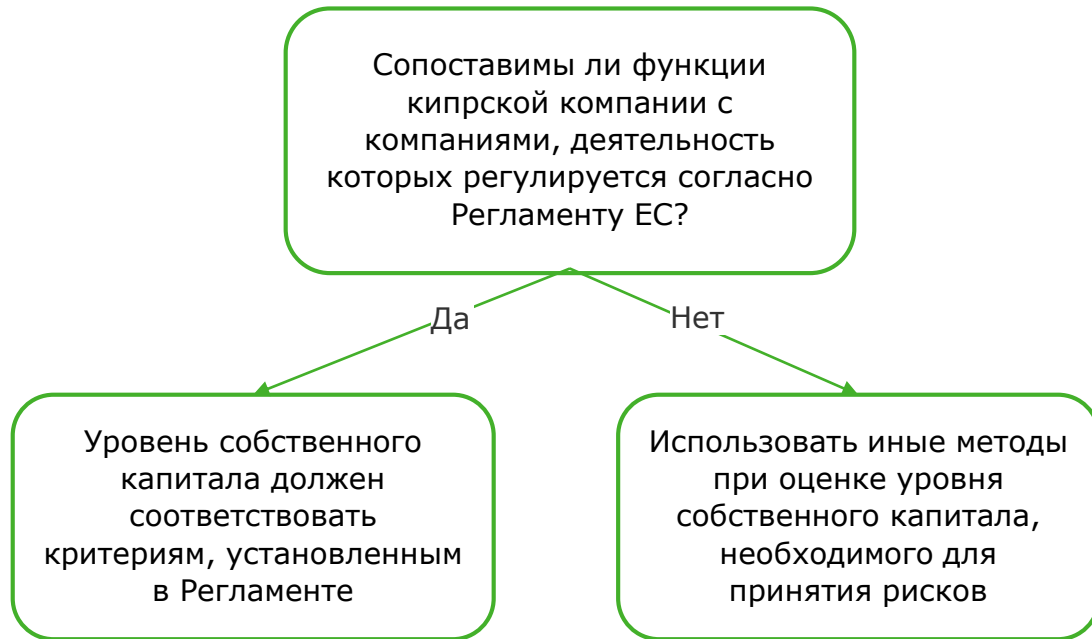 Сопоставимы ли функции
кипрской компании с
компаниями, деятельность
которых регулируется согласно
Регламенту ЕС?
Да
Нет
Уровень собственного
капитала должен
соответствовать
критериям, установленным
в Регламенте
Использовать иные методы
при оценке уровня
собственного капитала,
необходимого для
принятия рисков